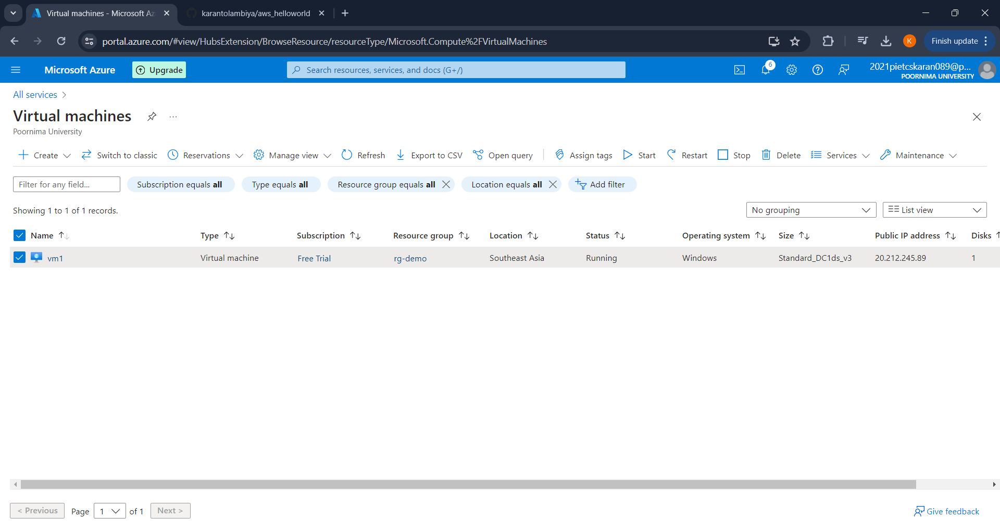 Virtual machines - Microsoft Az
karantolambiya/aws_helloworld
portal.azure.com/#view/HubsExtension/BrowseResource/resourceType/Microsoft.Compute%2FVirtualMachines
K
Finish update
Microsoft Azure
Upgrade
Search resources, services, and docs (G+/)
6
2021pietcskaran089@p...
POORNIMA UNIVERSITY
All services >
Virtual machines
...
Poornima University
Create
Switch to classic
Reservations
Manage view
Refresh
Export to CSV
Open query
Assign tags
Start
Restart
Stop
Delete
Services
Maintenance
Filter for any field...
Subscription equals all
Type equals all
Resource group equals all
Location equals all
Add filter
Showing 1 to 1 of 1 records.
No grouping
List view
Name
Type
Subscription
Resource group
Location
Status
Operating system
Size
Public IP address
Disks
vm1
Virtual machine
Free Trial
rg-demo
Southeast Asia
Running
Windows
Standard_DC1ds_v3
20.212.245.89
1
< Previous
Page
1
of 1
Next >
Give feedback